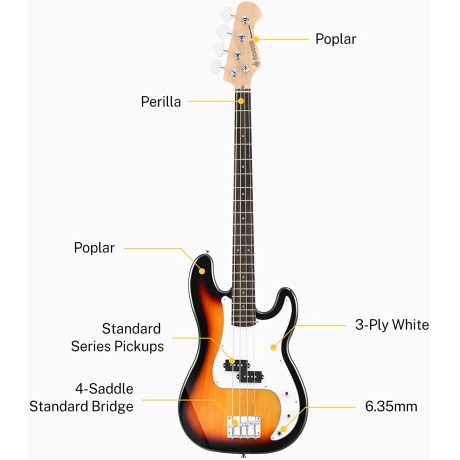 Poplar
Perilla
Poplar
3-Ply White
Standard
Series Pickups
4-Saddle
Standard Bridge
6.35mm